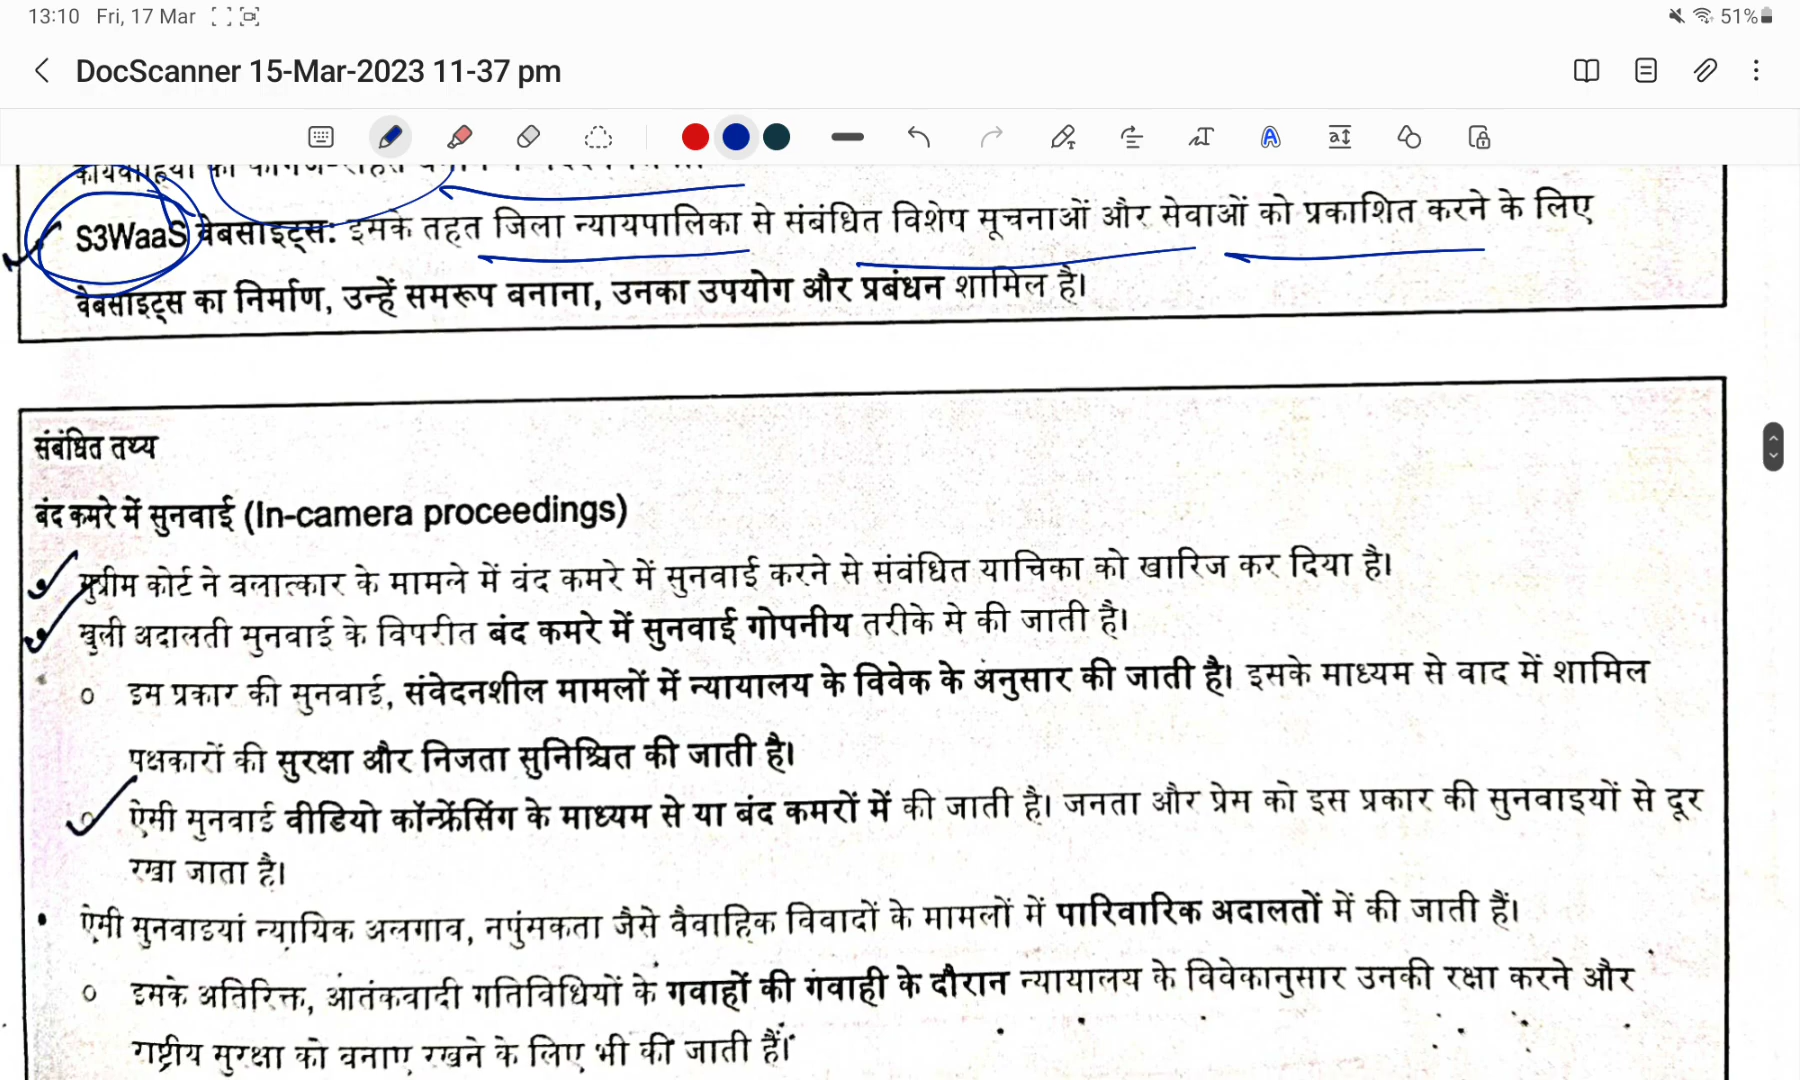 13:10 Fri, 17 Mar
51%
DocScanner 15-Mar-2023 11-37 pm
S3WaaS वेबसाइट्स: इसके तहत जिला न्यायपालिका से संबंधित विशेष सूचनाओं और सेवाओं को प्रकाशित करने के लिए
वेबसाइट्स का निर्माण, उन्हें समरूप बनाना, उनका उपयोग और प्रबंधन शामिल है।
संबंधित तथ्य
बंद कमरे में सुनवाई (In-camera proceedings)
सुप्रीम कोर्ट ने बलात्कार के मामले में बंद कमरे में सुनवाई करने से संबंधित याचिका को खारिज कर दिया है।
खुली अदालती सुनवाई के विपरीत बंद कमरे में सुनवाई गोपनीय तरीके से की जाती है।
o इस प्रकार की सुनवाई, संवेदनशील मामलों में न्यायालय के विवेक के अनुसार की जाती है। इसके माध्यम से वाद में शामिल
पक्षकारों की सुरक्षा और निजता सुनिश्चित की जाती है।
ऐसी सुनवाई वीडियो कॉन्फ्रेंसिंग के माध्यम से या बंद कमरों में की जाती है। जनता और प्रेस को इस प्रकार की सुनवाइयों से दूर
रखा जाता है।
• ऐसी सुनवाइयां न्यायिक अलगाव, नपुंसकता जैसे वैवाहिक विवादों के मामलों में पारिवारिक अदालतों में की जाती हैं।
o इसके अतिरिक्त, आतंकवादी गतिविधियों के गवाहों की गवाही के दौरान न्यायालय के विवेकानुसार उनकी रक्षा करने और
राष्ट्रीय सुरक्षा को बनाए रखने के लिए भी की जाती हैं।